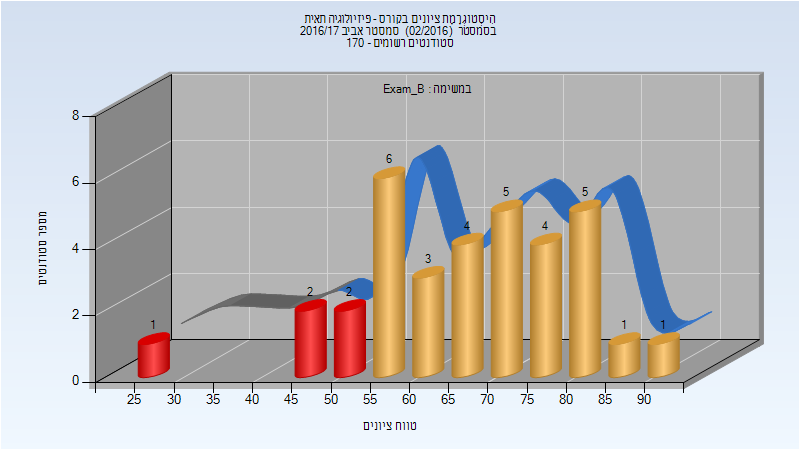 היסטוגרמת ציונים בקורס - פיזיולוגיה תאית
בסמסטר (02/2016) סמסטר אביב 2016/17
סטודנטים רשומים - 170
במשימה : Exam_B
מספר סטודנטים
8
6
4
2
0
1
2
2
6
3
4
5
4
5
1
1
25 30 35 40 45 50 55 60 65 70 75 80 85 90
טווח ציונים